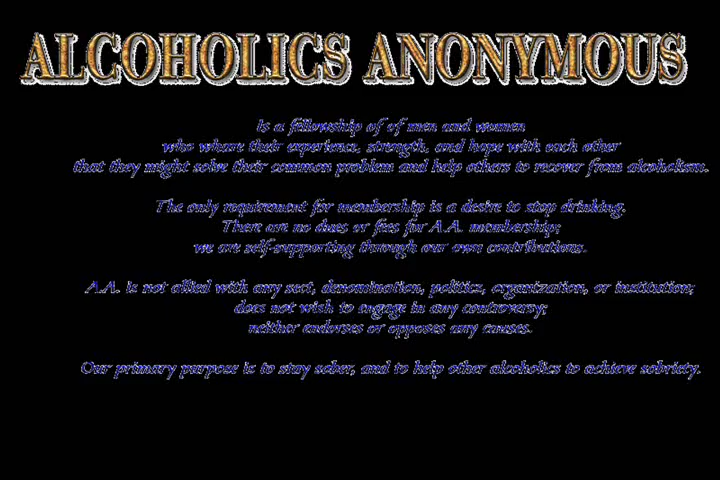 ALCOHOLICS ANONYMOUS
Is a fellowship of of men and women
who whare their experience, strength, and hope with each other
that they might solve their common problem and help others to recover from alcoholism.
The only requirement for membership is a desire to stop drinking.
There are no dues or fees for A.A. membership;
we are self-supporting through our own contributions.
A.A. is not allied with any sect, denomination, politics, organization, or institution;
does not wish to engage in any controversy;
neither endorses or opposes any causes.
Our primary purpose is to stay sober, and to help other alcoholics to achieve sobriety.